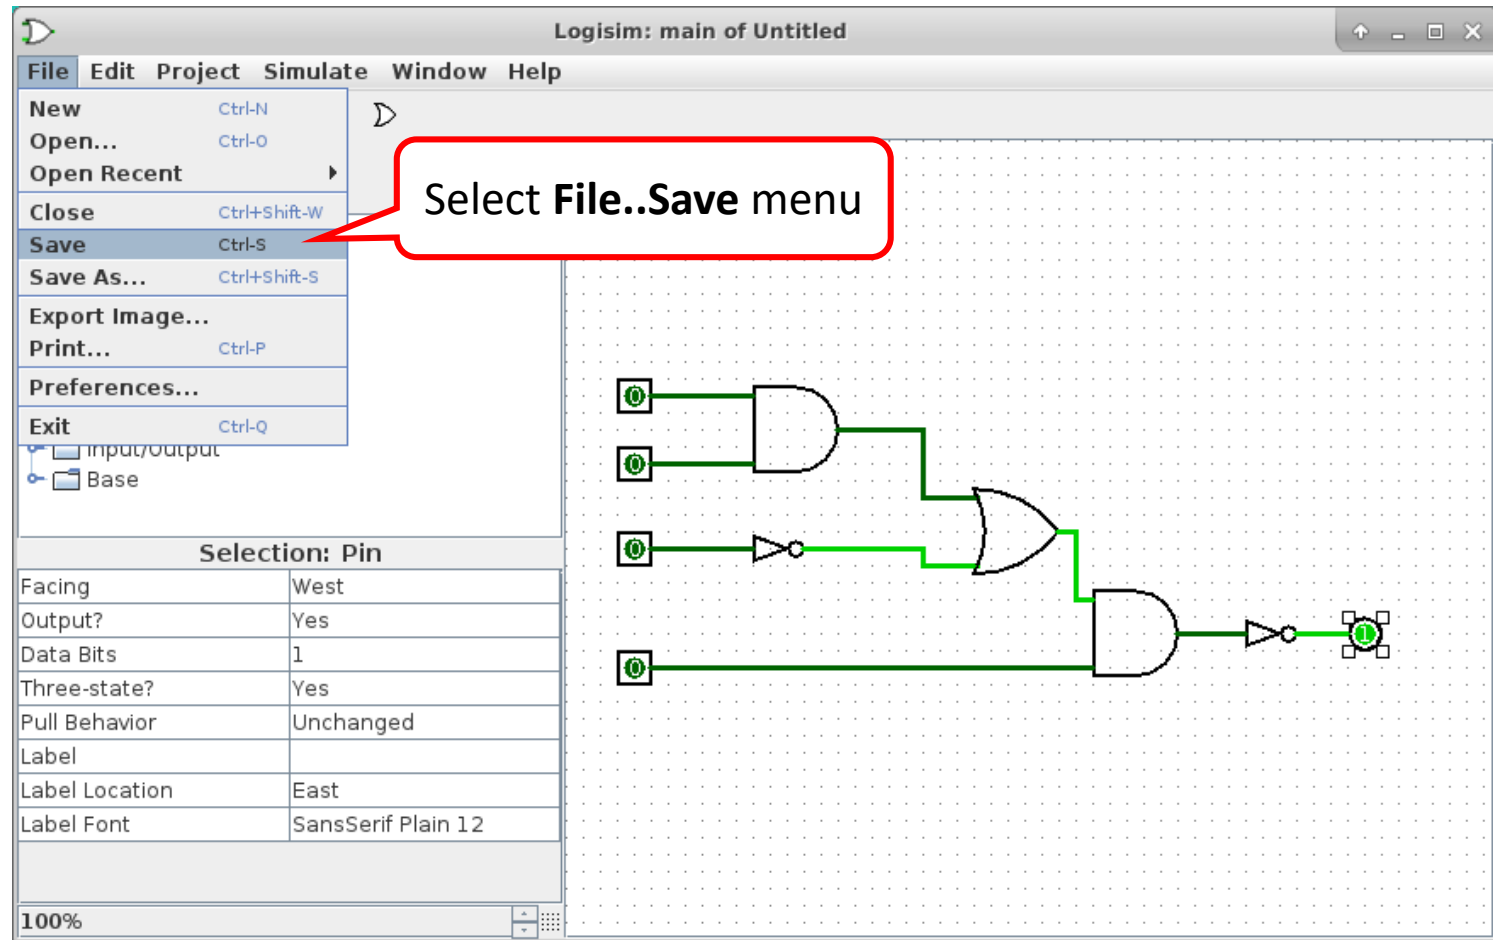 Logisim: main of Untitled
File Edit Project Simulate Window Help
New Ctrl-N
Open... Ctrl-O
Open Recent
Close Ctrl+Shift-W
Save Ctrl-S
Save As... Ctrl+Shift-S
Export Image...
Print... Ctrl-P
Preferences...
Exit Ctrl-Q
Select File..Save menu
Input/Output
Base
Selection: Pin
Facing West
Output? Yes
Data Bits 1
Three-state? Yes
Pull Behavior Unchanged
Label
Label Location East
Label Font SansSerif Plain 12
100%
0
0
0
0
1